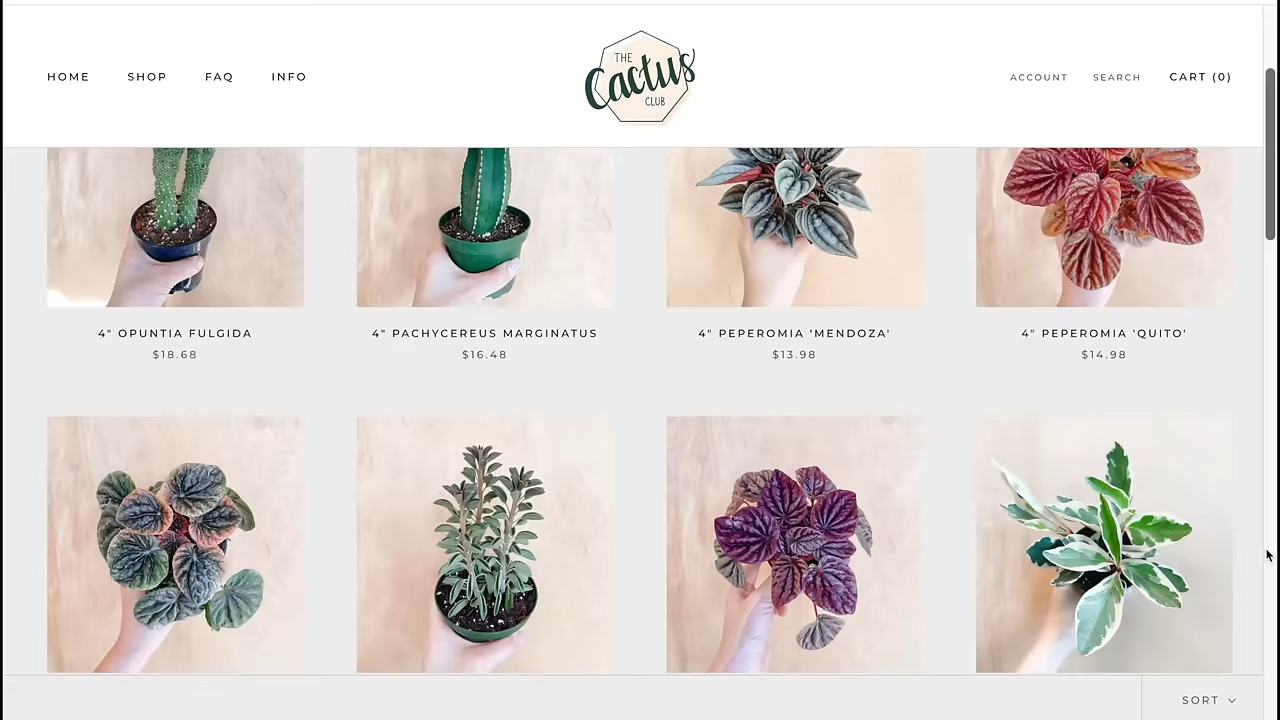 HOME SHOP FAQ INFO
THE
Cactus
CLUB
ACCOUNT SEARCH CART (0)
4" OPUNTIA FULGIDA
$18.68
4" PACHYCEREUS MARGINATUS
$16.48
4" PEPEROMIA 'MENDOZA'
$13.98
4" PEPEROMIA 'QUITO'
$14.98
SORT